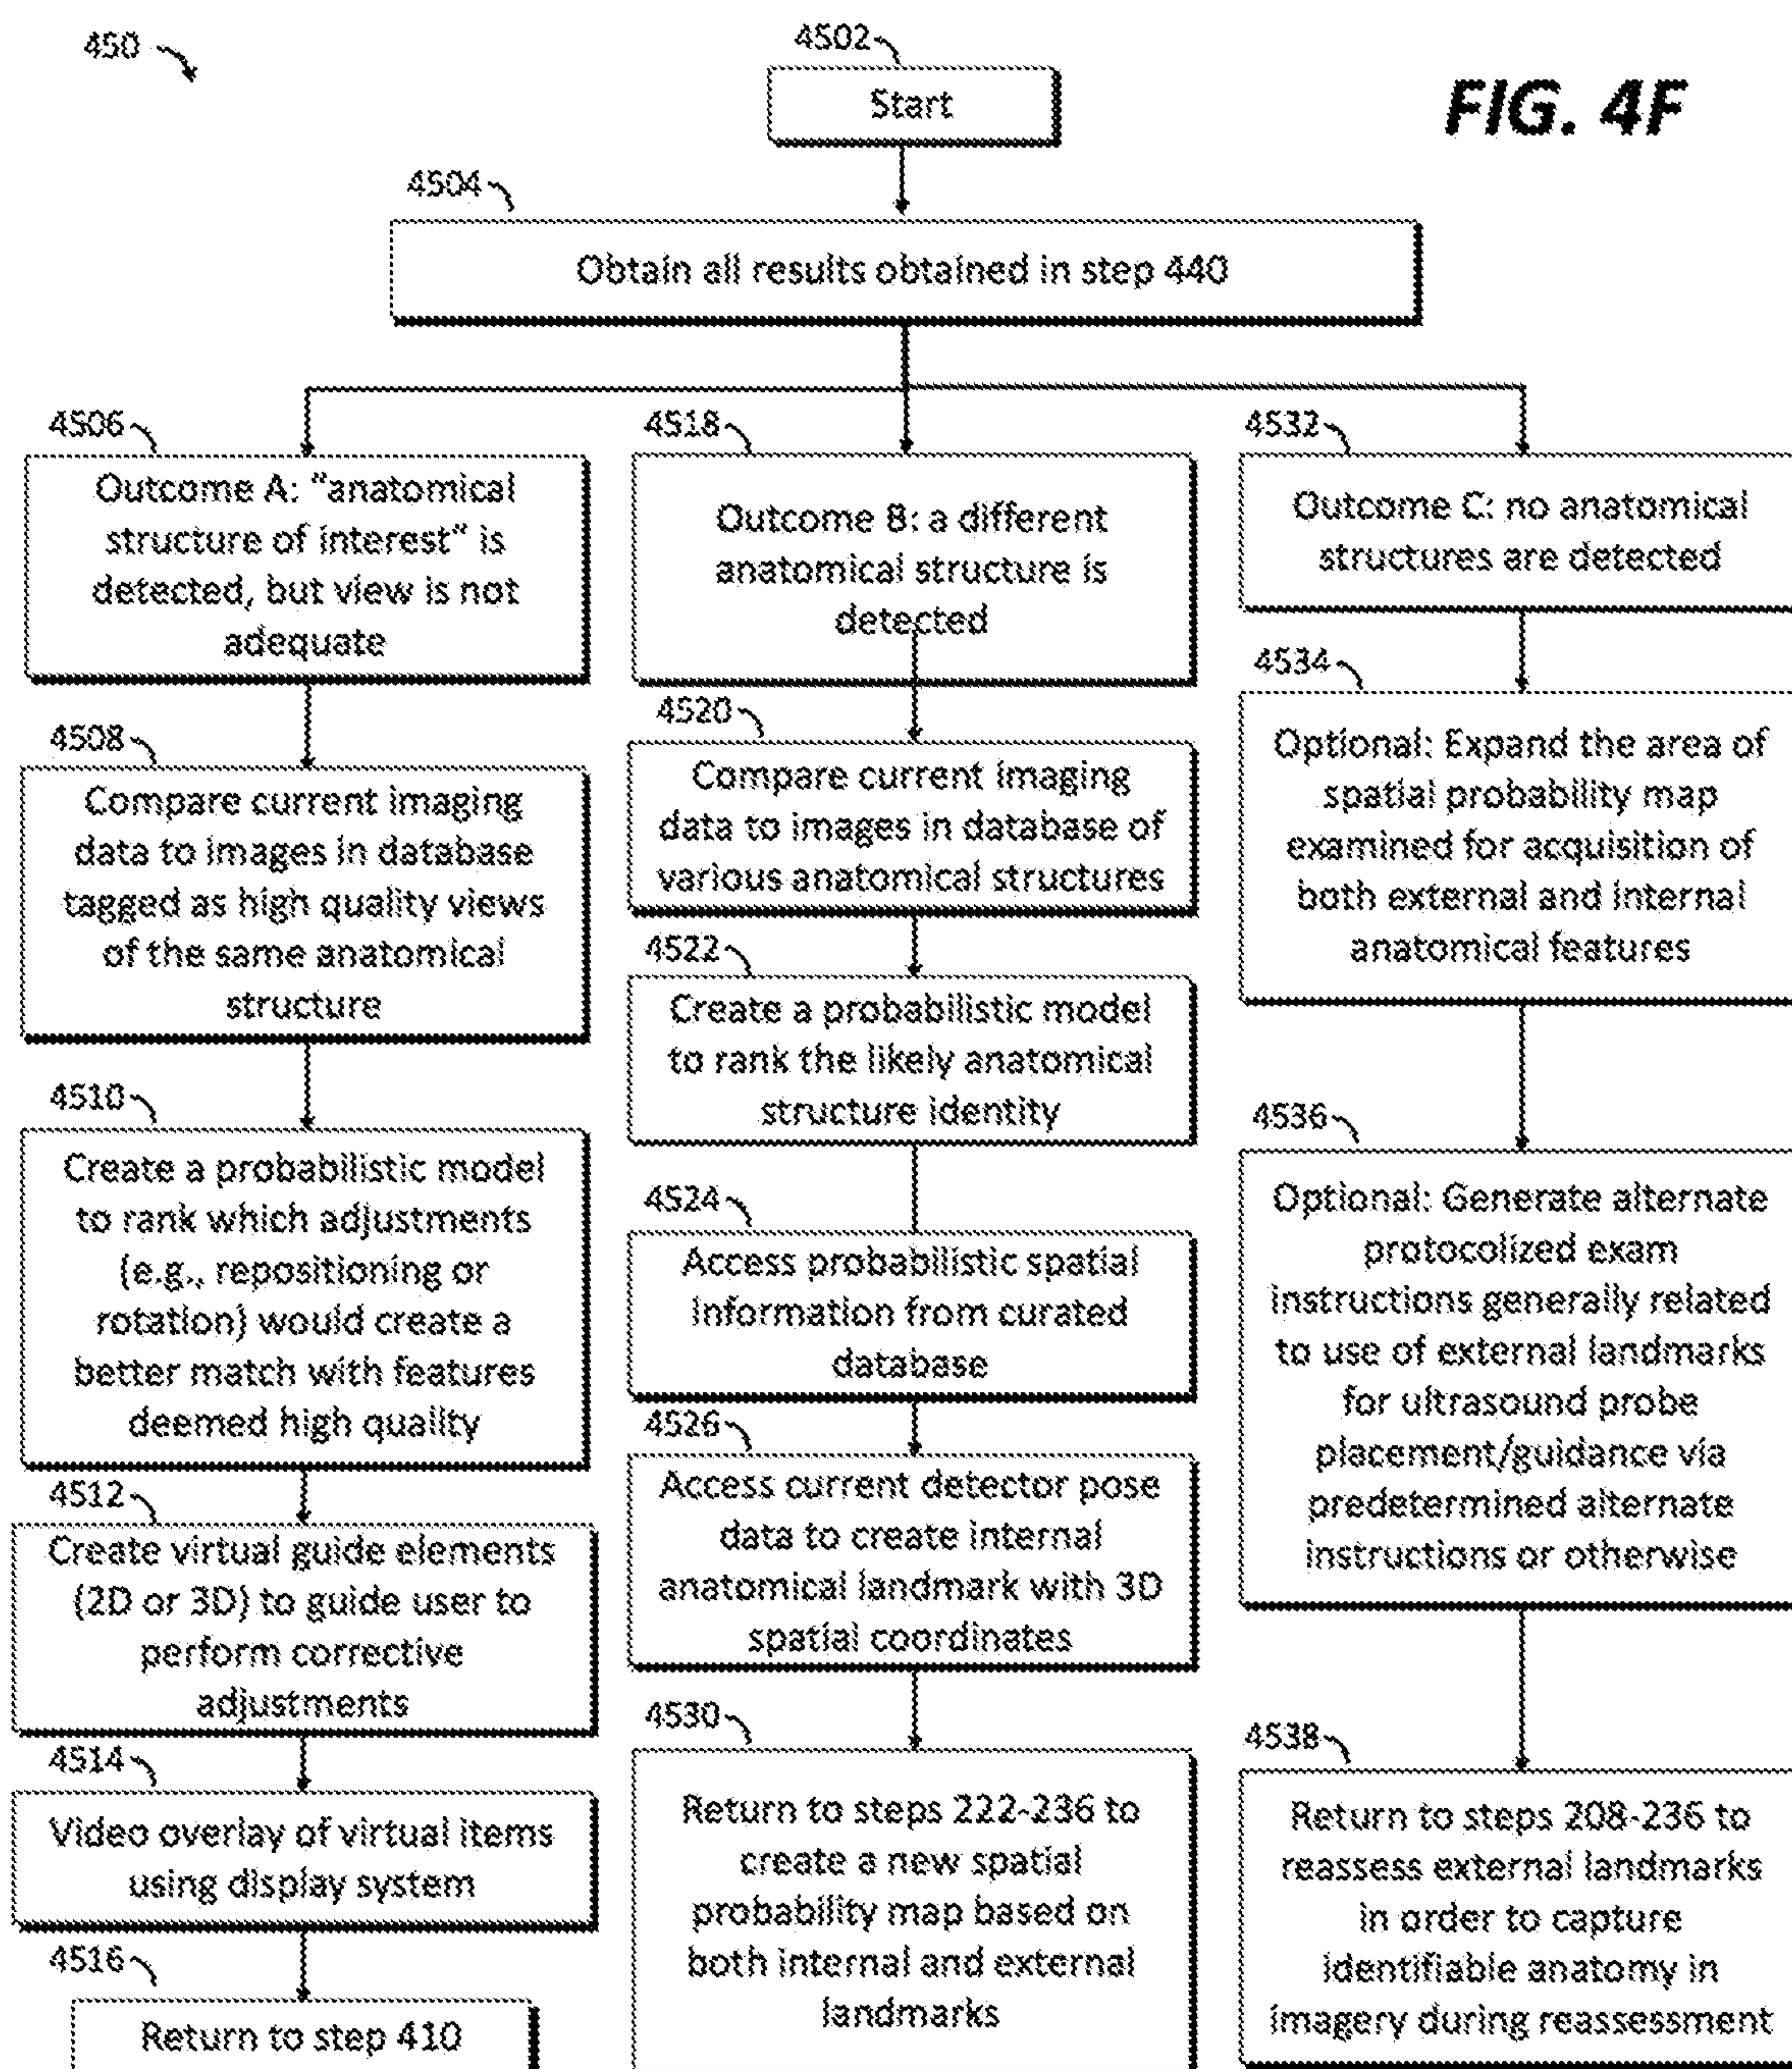 450
4502
Start
FIG. 4F
4504
Obtain all results obtained in step 440
4506
Outcome A: "anatomical
structure of interest" is
detected, but view is not
adequate
4508
Compare current imaging
data to images in database
tagged as high quality views
of the same anatomical
structure
4510
Create a probabilistic model
to rank which adjustments
(e.g., repositioning or
rotation) would create a
better match with features
deemed high quality
4512
Create virtual guide elements
(2D or 3D) to guide user to
perform corrective
adjustments
4514
Video overlay of virtual items
using display system
4516
Return to step 410
4518
Outcome B: a different
anatomical structure is
detected
4520
Compare current imaging
data to images in database of
various anatomical structures
4522
Create a probabilistic model
to rank the likely anatomical
structure identity
4524
Access probabilistic spatial
information from curated
database
4526
Access current detector pose
data to create internal
anatomical landmark with 3D
spatial coordinates
4530
Return to steps 222-236 to
create a new spatial
probability map based on
both internal and external
landmarks
4532
Outcome C: no anatomical
structures are detected
4534
Optional: Expand the area of
spatial probability map
examined for acquisition of
both external and internal
anatomical features
4536
Optional: Generate alternate
protocolized exam
instructions generally related
to use of external landmarks
for ultrasound probe
placement/guidance via
predetermined alternate
instructions or otherwise
4538
Return to steps 208-236 to
reassess external landmarks
in order to capture
identifiable anatomy in
imagery during reassessment